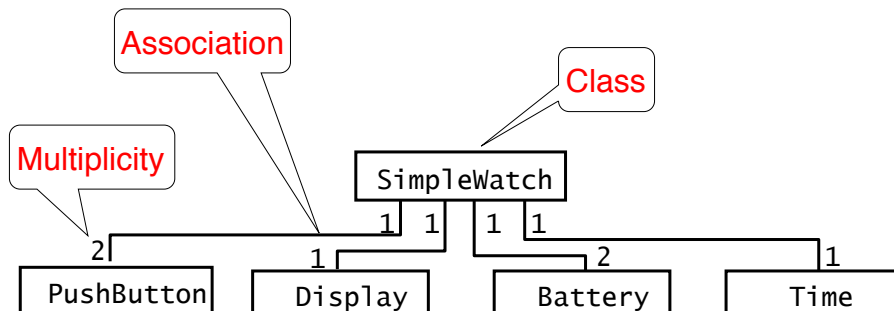 Association
Class
Multiplicity
SimpleWatch
1 1 1 1
2 1 2 1
PushButton Display Battery Time